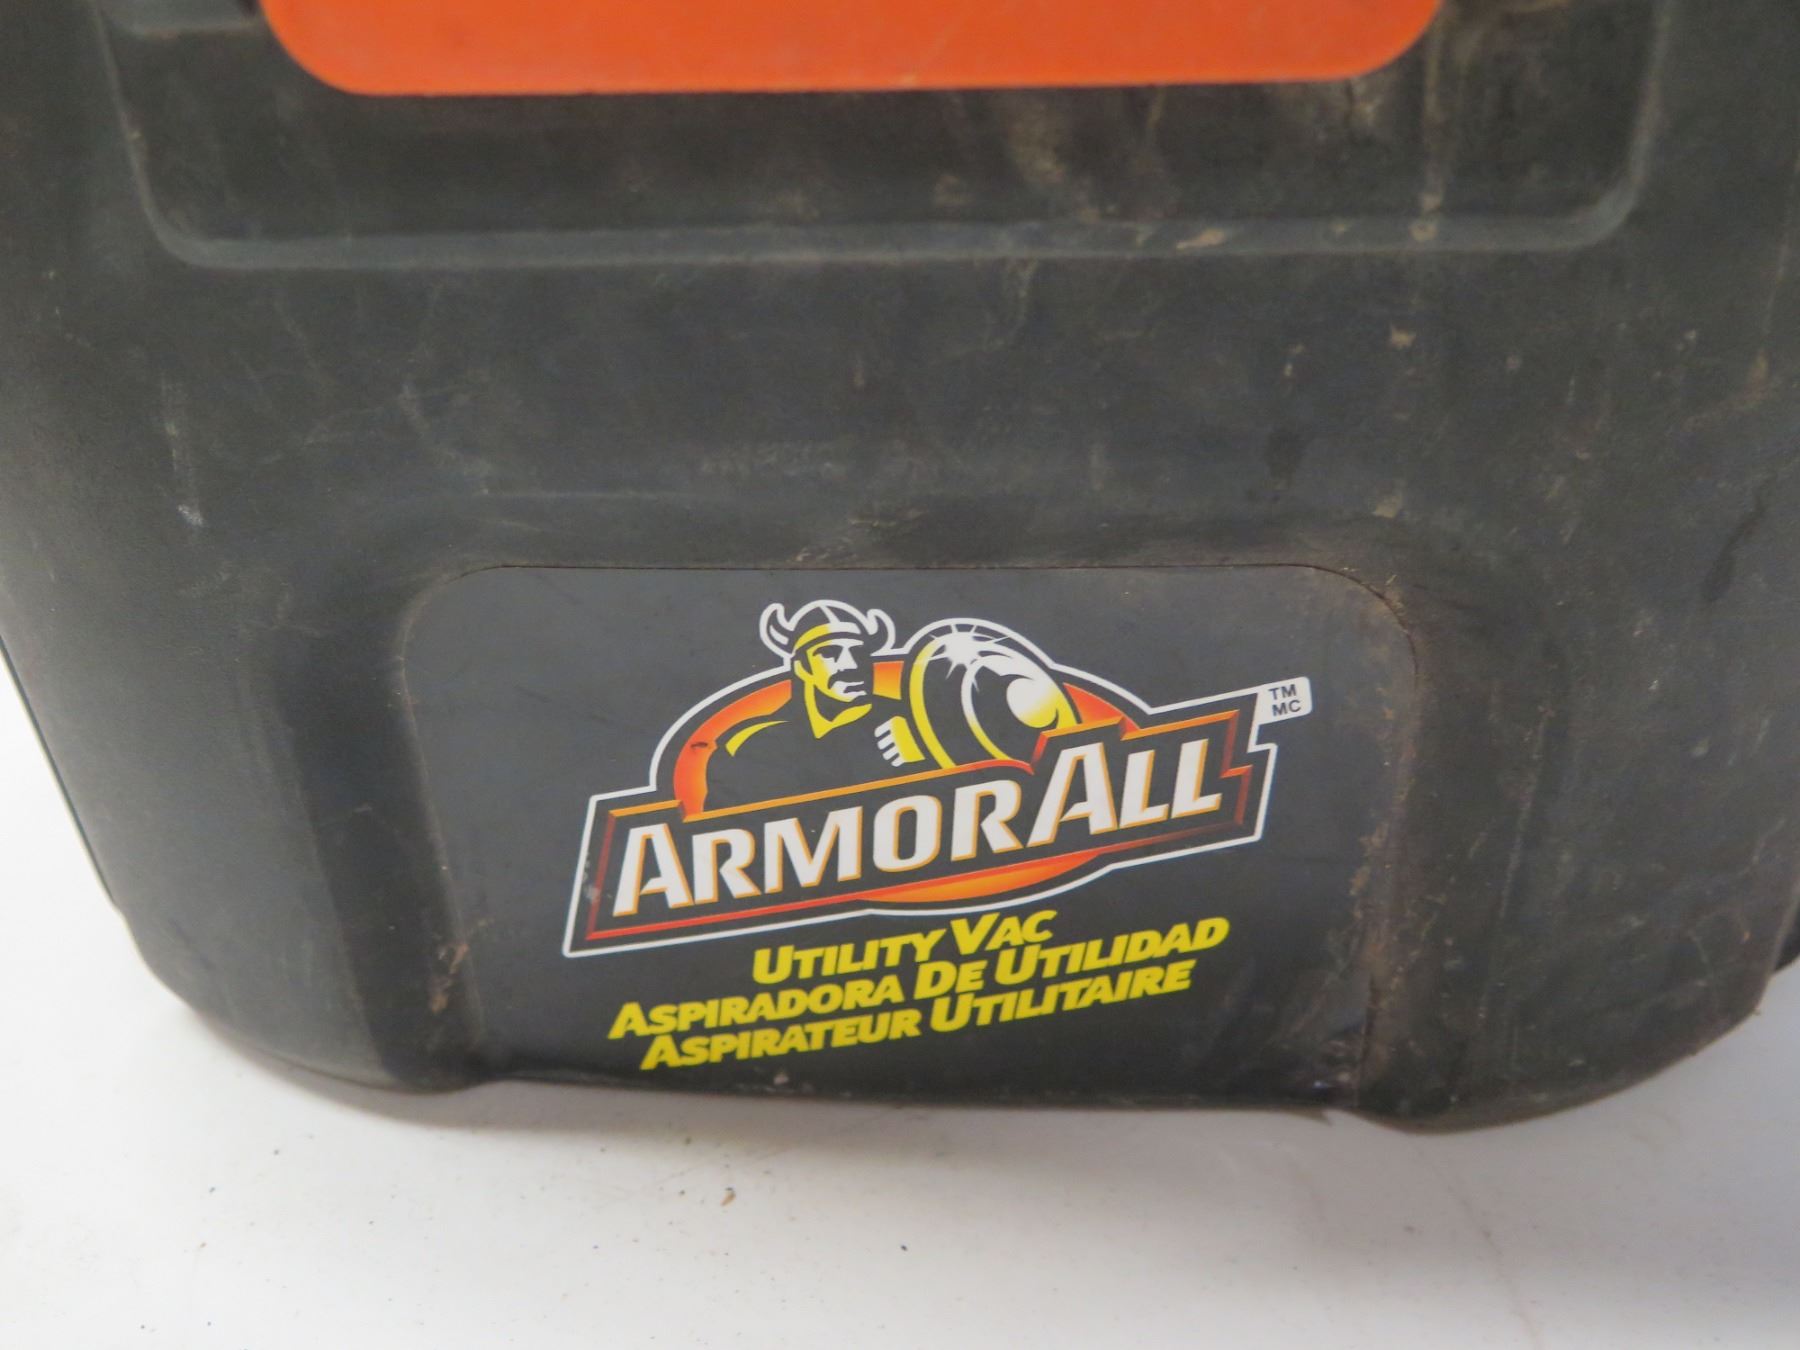 TM
MC
ARMORALL
UTILITY VAC
ASPIRADORA DE UTILIDAD
ASPIRATEUR UTILITAIRE